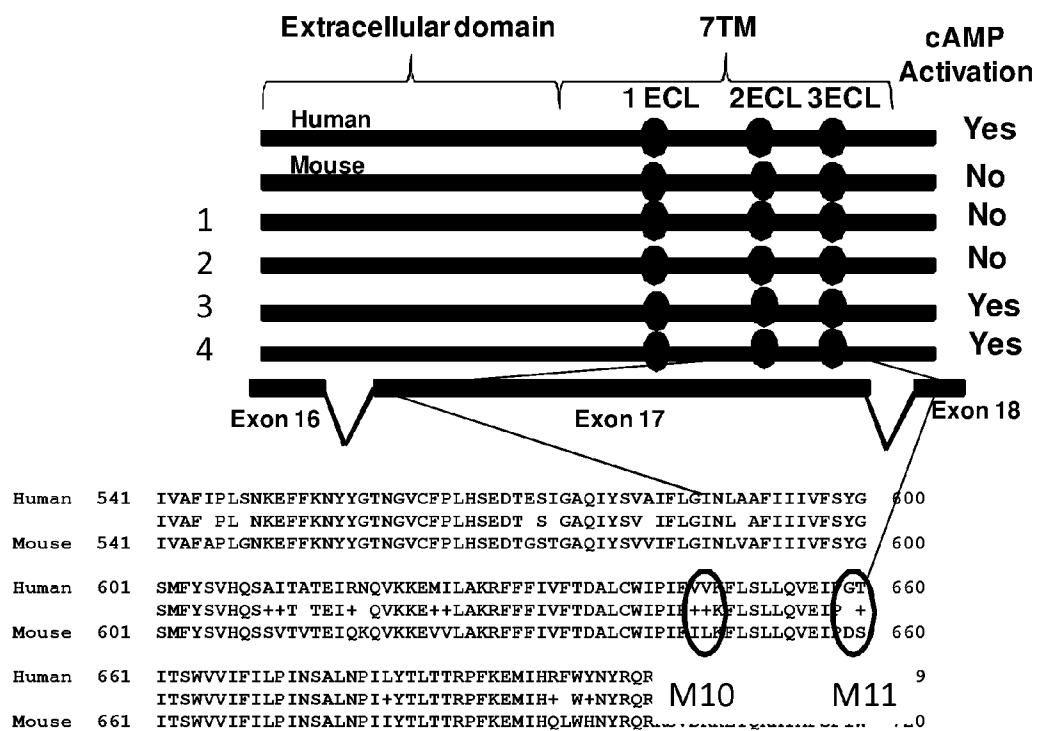 Extracellular domain 7TM cAMP
Activation
1 ECL 2ECL 3ECL
Human Yes
Mouse No
1 No
2 No
3 Yes
4 Yes
Exon 16 Exon 17 Exon 18
Human 541 IVAFIPLSNKEFFKNYYGTNGVCFPLHSEDTESIGAQIYSVAIFLGINLAAFIIIVFSYG 600
IVAF PL NKEFFKNYYGTNGVCFPLHSEDT S GAQIYSV IFLGINL AFIIIVFSYG
Mouse 541 IVAFAPLGNKEFFKNYYGTNGVCFPLHSEDTGSTGAQIYSVVIFLGINLVAFIIIVFSYG 600
Human 601 SMFYSVHQSAITATEIRNQVKKEMILAKRFFFIVFTDALCWIPIFVVKFLSLLQVEIPGT 660
SMFYSVHQS++T TEI+ QVKKE++LAKRFFFIVFTDALCWIPIF++KFLSLLQVEIP +
Mouse 601 SMFYSVHQSSVTVTEIQKQVKKEVVLAKRFFFIVFTDALCWIPIFILKFLSLLQVEIPDS 660
Human 661 ITSWVVIFILPINSALNPILYTLTTRPFKEMIHRFWYNYRQR 9
ITSWVVIFILPINSALNPI+YTLTTRPFKEMIH+ W+NYRQR
Mouse 661 ITSWVVIFILPINSALNPIIYTLTTRPFKEMIHQLWHNYRQR 720
M10 M11